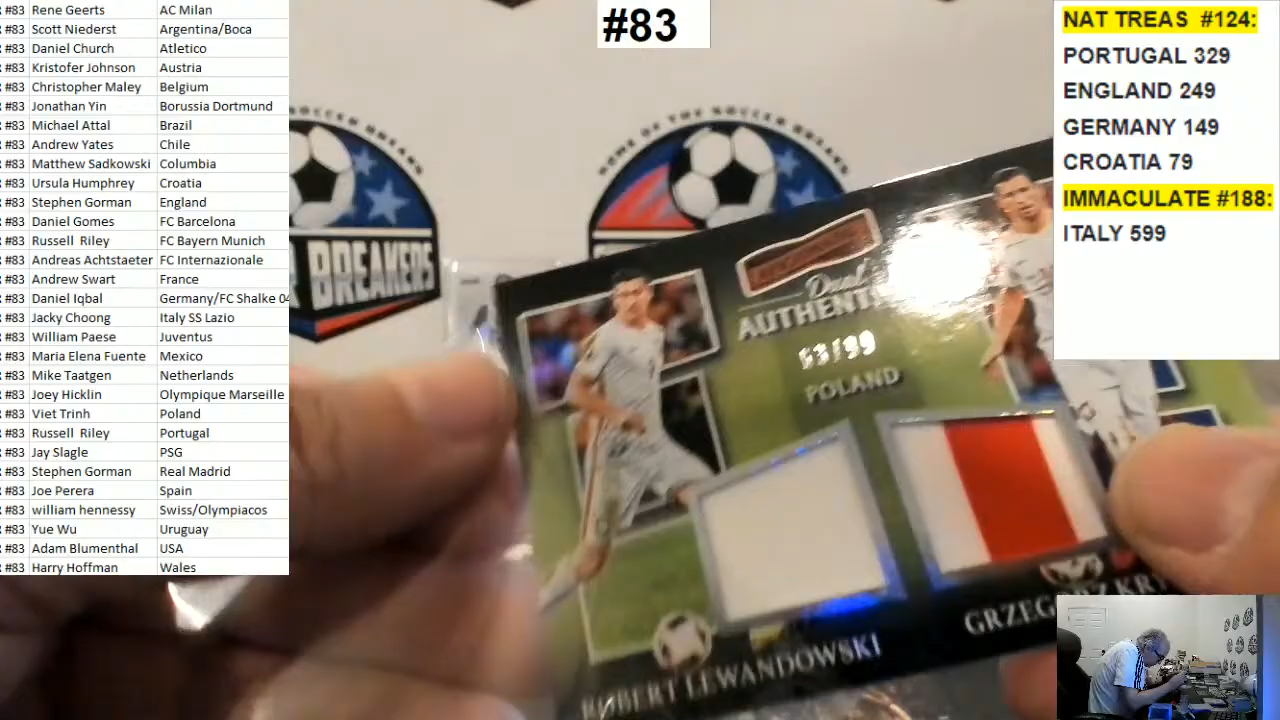 #83 Rene Geerts AC Milan
#83 Scott Niederst Argentina/Boca
#83 Daniel Church Atletico
#83 Kristofer Johnson Austria
#83 Christopher Maley Belgium
#83 Jonathan Yin Borussia Dortmund
#83 Michael Attal Brazil
#83 Andrew Yates Chile
#83 Matthew Sadkowski Columbia
#83 Ursula Humphrey Croatia
#83 Stephen Gorman England
#83 Daniel Gomes FC Barcelona
#83 Russell Riley FC Bayern Munich
#83 Andreas Achtstaeter FC Internazionale
#83 Andrew Swart France
#83 Daniel Iqbal Germany/FC Shalke 04
#83 Jacky Choong Italy SS Lazio
#83 William Paese Juventus
#83 Maria Elena Fuente Mexico
#83 Mike Taatgen Netherlands
#83 Joey Hicklin Olympique Marseille
#83 Viet Trinh Poland
#83 Russell Riley Portugal
#83 Jay Slagle PSG
#83 Stephen Gorman Real Madrid
#83 Joe Perera Spain
#83 william hennessy Swiss/Olympiacos
#83 Yue Wu Uruguay
#83 Adam Blumenthal USA
#83 Harry Hoffman Wales
#83
NAT TREAS #124:
PORTUGAL 329
ENGLAND 249
GERMANY 149
CROATIA 79
IMMACULATE #188:
ITALY 599
SOCCER DREAMS
BREAKERS
HOME OF THE SOCCER DREAMS
Dual
AUTHENTI
53/99
POLAND
ROBERT LEWANDOWSKI